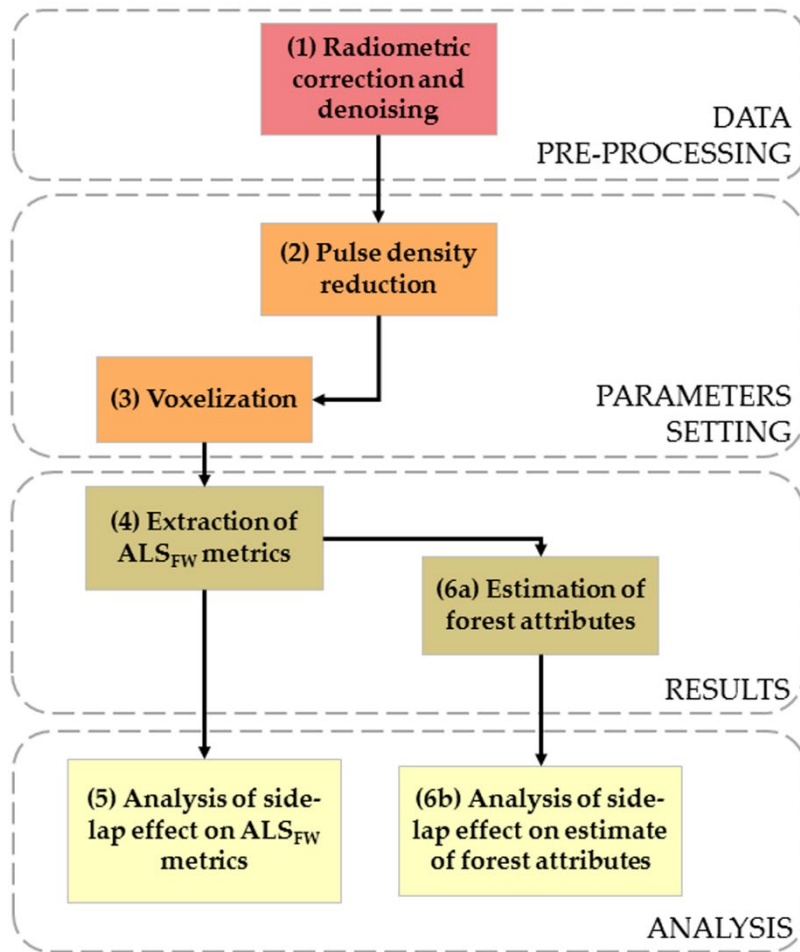 (1) Radiometric
correction and
denoising
DATA
PRE-PROCESSING
(2) Pulse density
reduction
(3) Voxelization
PARAMETERS
SETTING
(4) Extraction of
ALS_FW metrics
(6a) Estimation of
forest attributes
RESULTS
(5) Analysis of side-
lap effect on ALS_FW
metrics
(6b) Analysis of side-
lap effect on estimate
of forest attributes
ANALYSIS